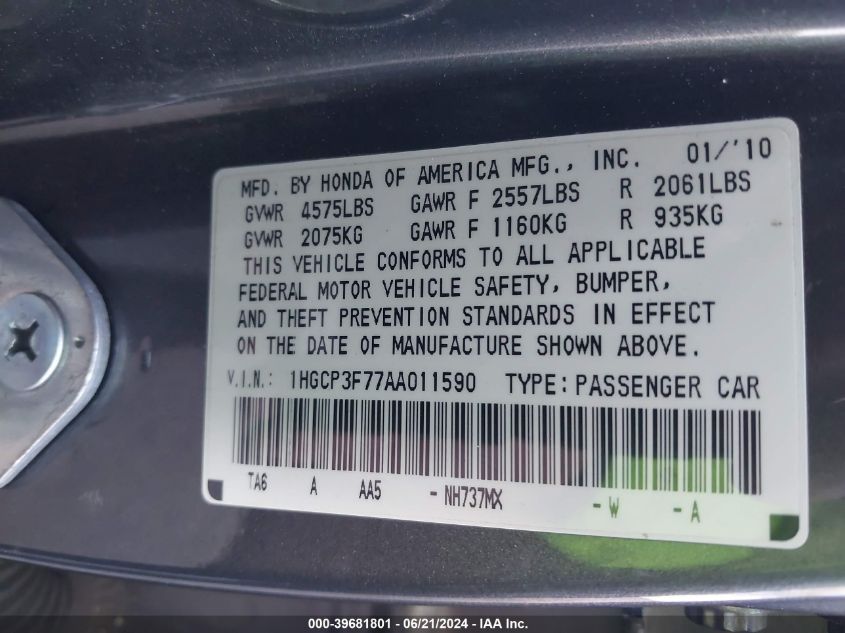 MFD. BY HONDA OF AMERICA MFG., INC. 01/'10
GVWR 4575LBS GAWR F 2557LBS R 2061LBS
GVWR 2075KG GAWR F 1160KG R 935KG
THIS VEHICLE CONFORMS TO ALL APPLICABLE
FEDERAL MOTOR VEHICLE SAFETY, BUMPER,
AND THEFT PREVENTION STANDARDS IN EFFECT
ON THE DATE OF MANUFACTURE SHOWN ABOVE.
V.I.N.: 1HGCP3F77AA011590 TYPE:PASSENGER CAR
TA6 A AA5 -NH737MX -W -A
000-39681801 / 06/21/2024 - IAA Inc.